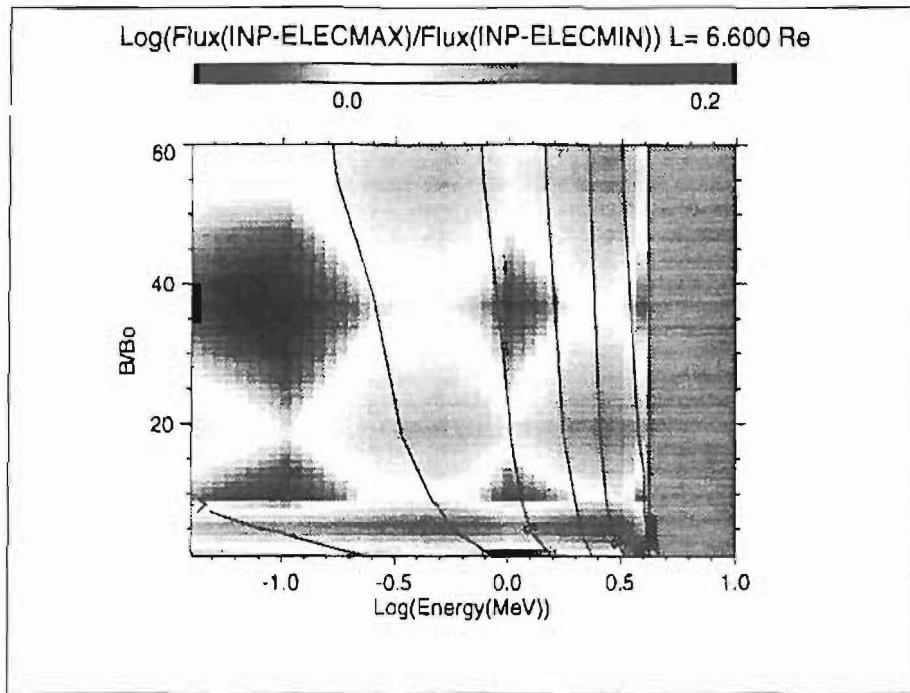 Log(Flux(INP-ELECMAX)/Flux(INP-ELECMIN)) L= 6.600 Re
0.0 0.2
60
40
20
B/Bo
-1.0 -0.5 0.0 0.5 1.0
Log(Energy(MeV))